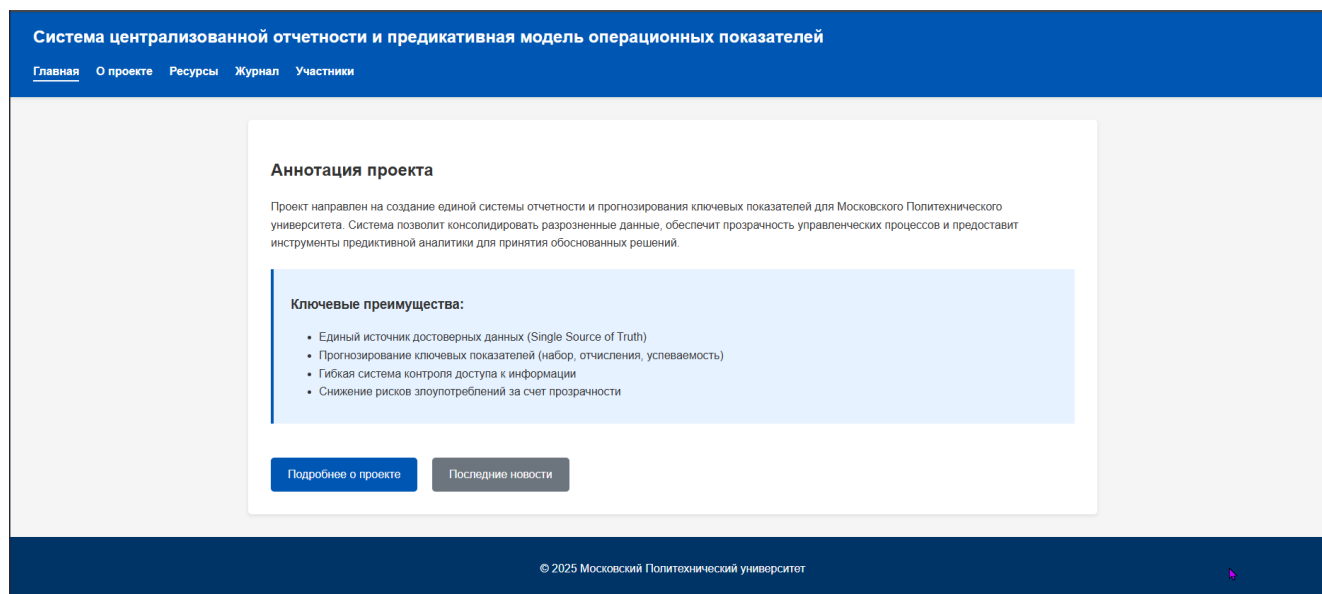 Система централизованной отчетности и предикативная модель операционных показателей
Главная О проекте Ресурсы Журнал Участники
Аннотация проекта
Проект направлен на создание единой системы отчетности и прогнозирования ключевых показателей для Московского Политехнического
университета. Система позволит консолидировать разрозненные данные, обеспечит прозрачность управленческих процессов и предоставит
инструменты предиктивной аналитики для принятия обоснованных решений.
Ключевые преимущества:
• Единый источник достоверных данных (Single Source of Truth)
• Прогнозирование ключевых показателей (набор, отчисления, успеваемость)
• Гибкая система контроля доступа к информации
• Снижение рисков злоупотреблений за счет прозрачности
Подробнее о проекте Последние новости
© 2025 Московский Политехнический университет